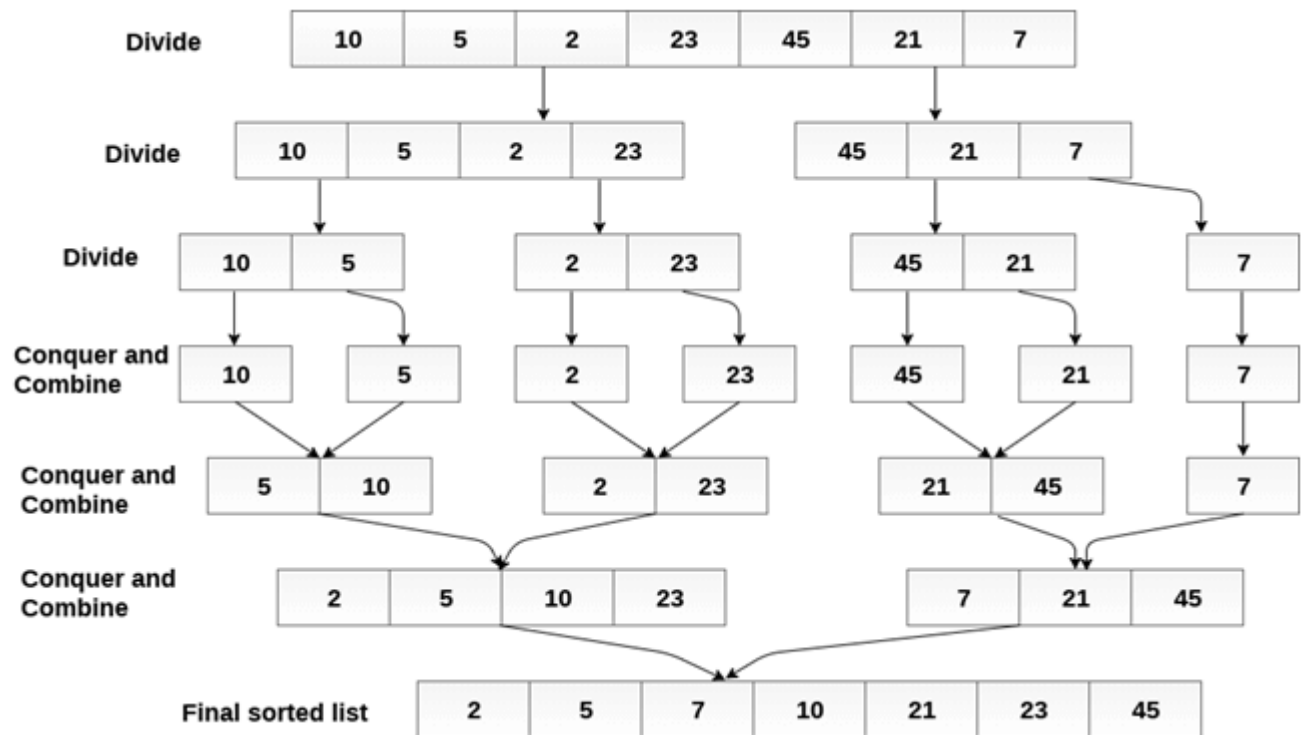 Divide 10 5 2 23 45 21 7
Divide 10 5 2 23 45 21 7
Divide 10 5 2 23 45 21 7
Conquer and
Combine 10 5 2 23 45 21 7
Conquer and
Combine 5 10 2 23 21 45 7
Conquer and
Combine 2 5 10 23 7 21 45
Final sorted list 2 5 7 10 21 23 45